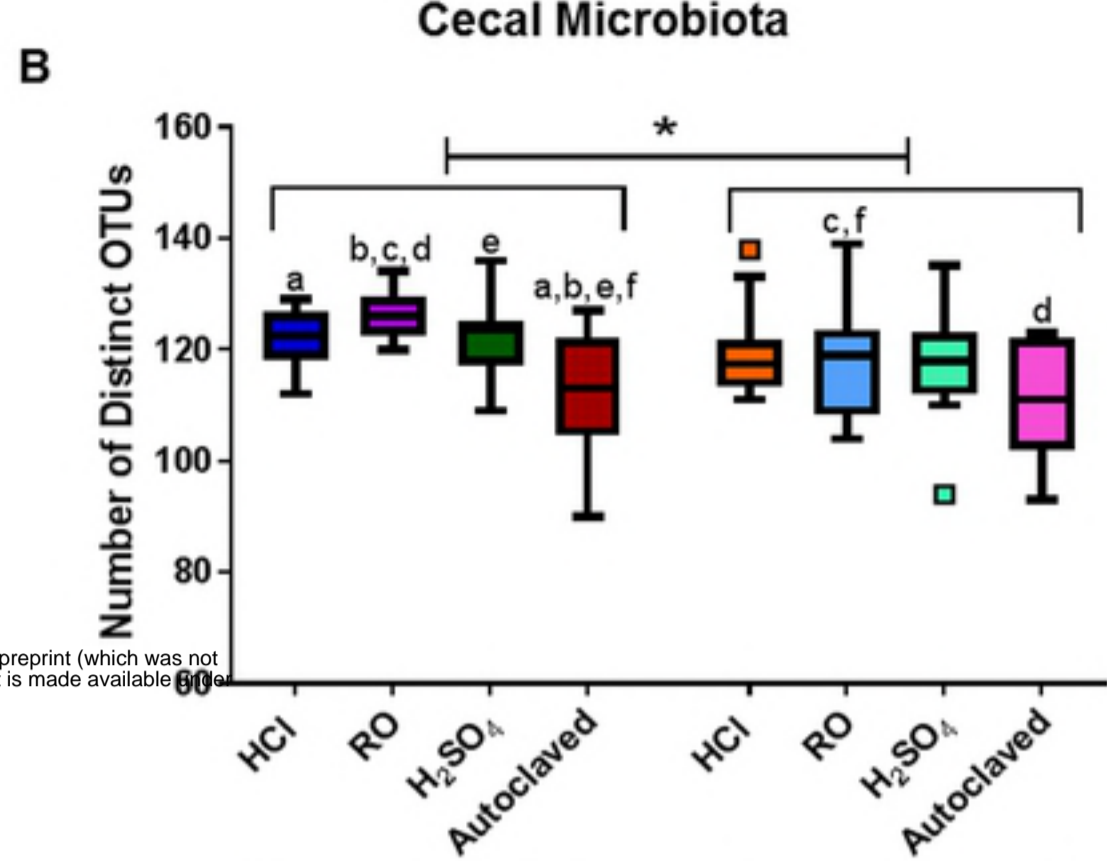 Cecal Microbiota
B
Number of Distinct OTUs
160
140
120
100
80
60
*
a
b,c,d
e
a,b,e,f
c,f
d
preprint (which was not
t is made available under
HCl
RO
H₂SO₄
Autoclaved
HCl
RO
H₂SO₄
Autoclaved